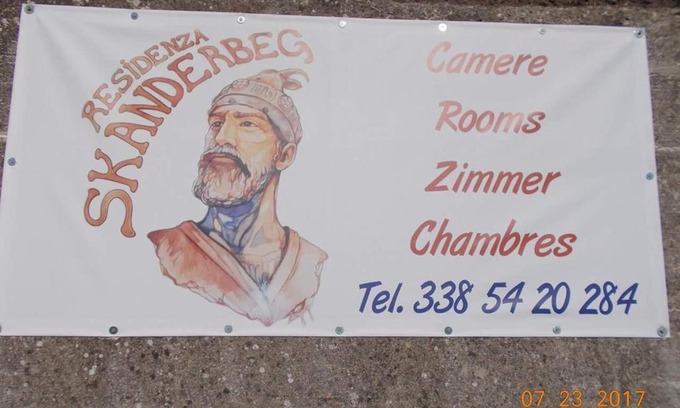 RESIDENZA
SKANDERBEG
Camere
Rooms
Zimmer
Chambres
Tel. 338 54 20 284
07 23 2017